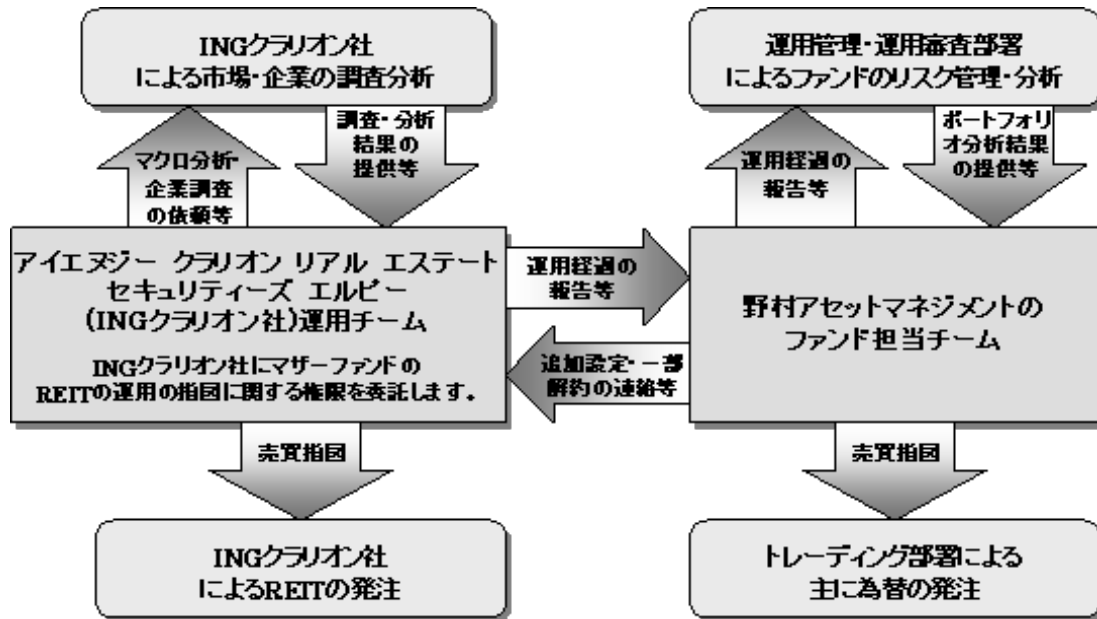 INGクラリオン社
による市場・企業の調査分析
運用管理・運用審査部署
によるファンドのリスク管理・分析
マクロ分析・
企業調査
の依頼等
調査・分析
結果の
提供等
運用経過の
報告等
ポートフォリ
オ分析結果
の提供等
アイエヌジー クラリオン リアル エステート
セキュリティーズ エルピー
(INGクラリオン社)運用チーム
INGクラリオン社にマザーファンドの
REITの運用の指図に関する権限を委託します。
運用経過の
報告等
追加設定・一部
解約の連絡等
野村アセットマネジメントの
ファンド担当チーム
売買指図
売買指図
INGクラリオン社
によるREITの発注
トレーディング部署による
主に為替の発注